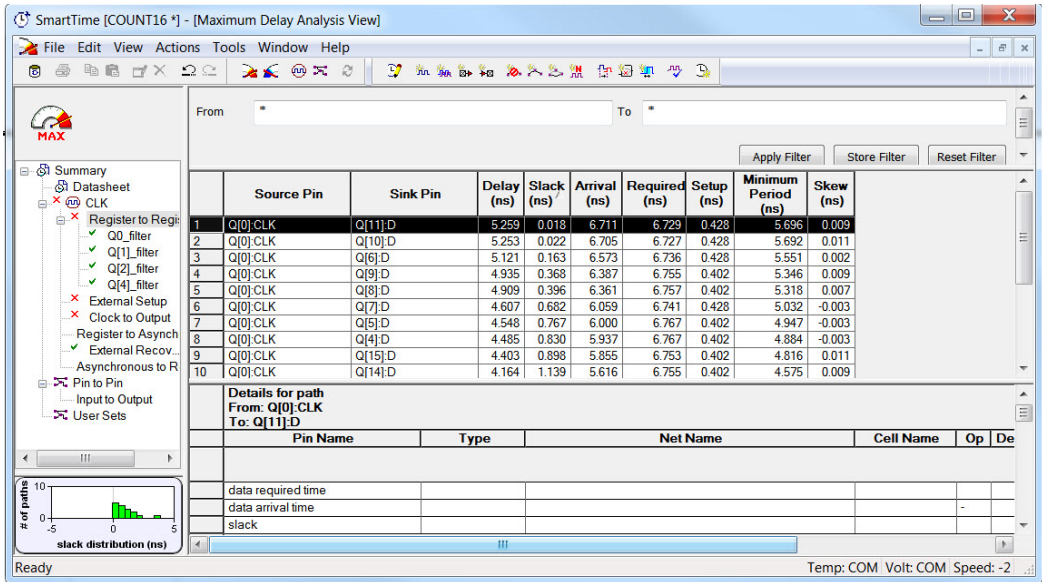 SmartTime [COUNT16 *] - [Maximum Delay Analysis View]
File Edit View Actions Tools Window Help
MAX
From * To *
Apply Filter Store Filter Reset Filter
Summary
Datasheet
CLK
Register to Regi
Q0_filter
Q[1]_filter
Q[2]_filter
Q[4]_filter
External Setup
Clock to Output
Register to Asynch
External Recov...
Asynchronous to R
Pin to Pin
Input to Output
User Sets
# of paths
10
0
-5 0 5
slack distribution (ns)
Source Pin Sink Pin Delay (ns) Slack (ns) Arrival (ns) Required (ns) Setup (ns) Minimum Period (ns) Skew (ns)
1 Q[0]:CLK Q[11]:D 5.259 0.018 6.711 6.729 0.428 5.696 0.009
2 Q[0]:CLK Q[10]:D 5.253 0.022 6.705 6.727 0.428 5.692 0.011
3 Q[0]:CLK Q[6]:D 5.121 0.163 6.573 6.736 0.428 5.551 0.002
4 Q[0]:CLK Q[9]:D 4.935 0.368 6.387 6.755 0.402 5.346 0.009
5 Q[0]:CLK Q[8]:D 4.909 0.396 6.361 6.757 0.402 5.318 0.007
6 Q[0]:CLK Q[7]:D 4.607 0.682 6.059 6.741 0.428 5.032 -0.003
7 Q[0]:CLK Q[5]:D 4.548 0.767 6.000 6.767 0.402 4.947 -0.003
8 Q[0]:CLK Q[4]:D 4.485 0.830 5.937 6.767 0.402 4.884 -0.003
9 Q[0]:CLK Q[15]:D 4.403 0.898 5.855 6.753 0.402 4.816 0.011
10 Q[0]:CLK Q[14]:D 4.164 1.139 5.616 6.755 0.402 4.575 0.009
Details for path
From: Q[0]:CLK
To: Q[11]:D
Pin Name Type Net Name Cell Name Op De
data required time
data arrival time -
slack
Ready Temp: COM Volt: COM Speed: -2